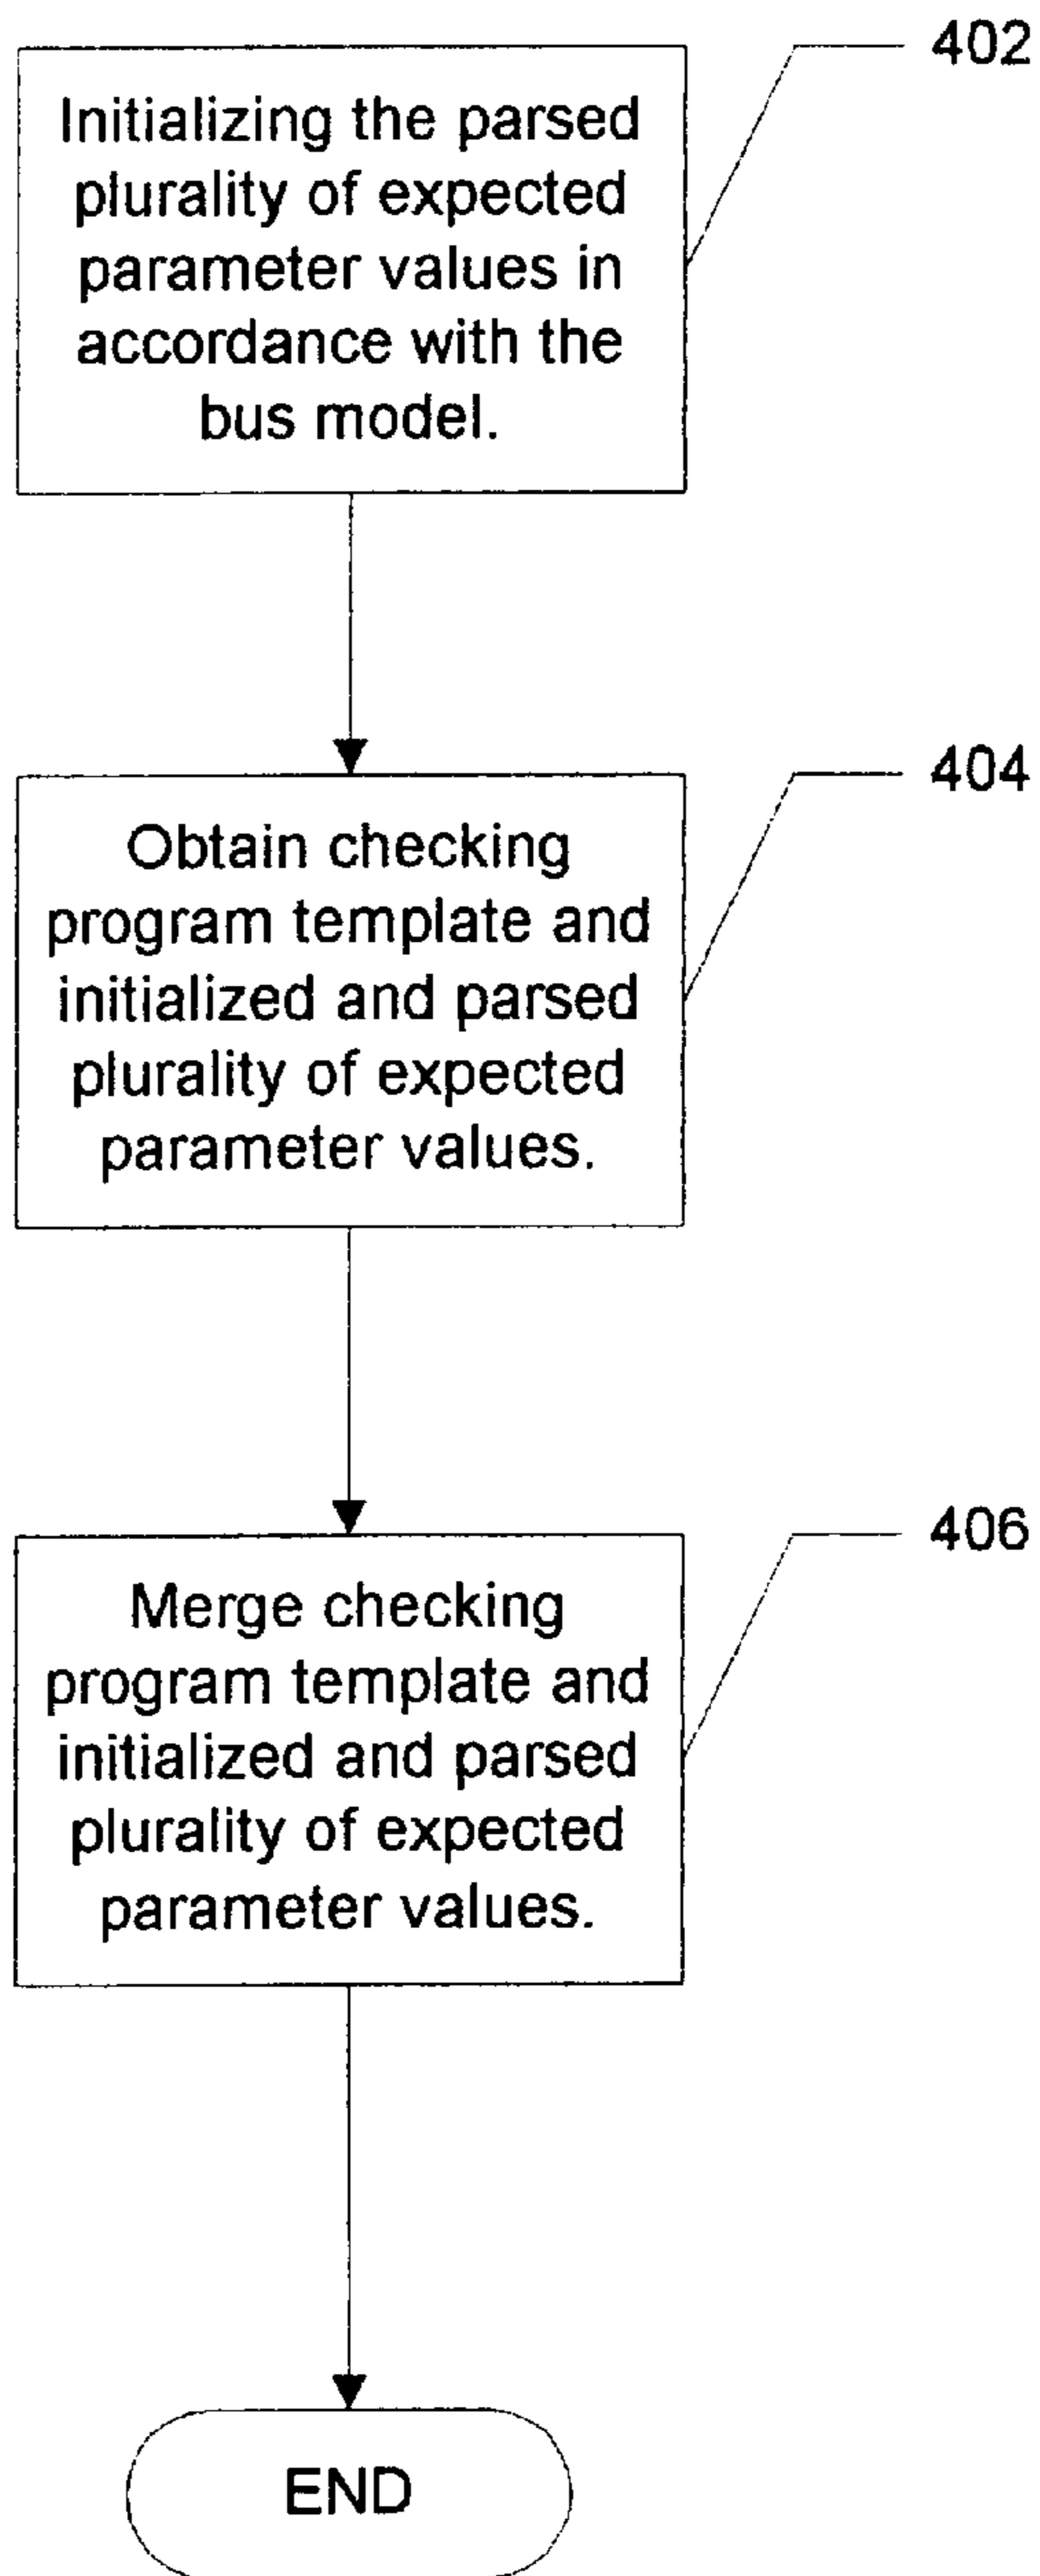 402
Initializing the parsed
plurality of expected
parameter values in
accordance with the
bus model.
404
Obtain checking
program template and
initialized and parsed
plurality of expected
parameter values.
406
Merge checking
program template and
initialized and parsed
plurality of expected
parameter values.
END